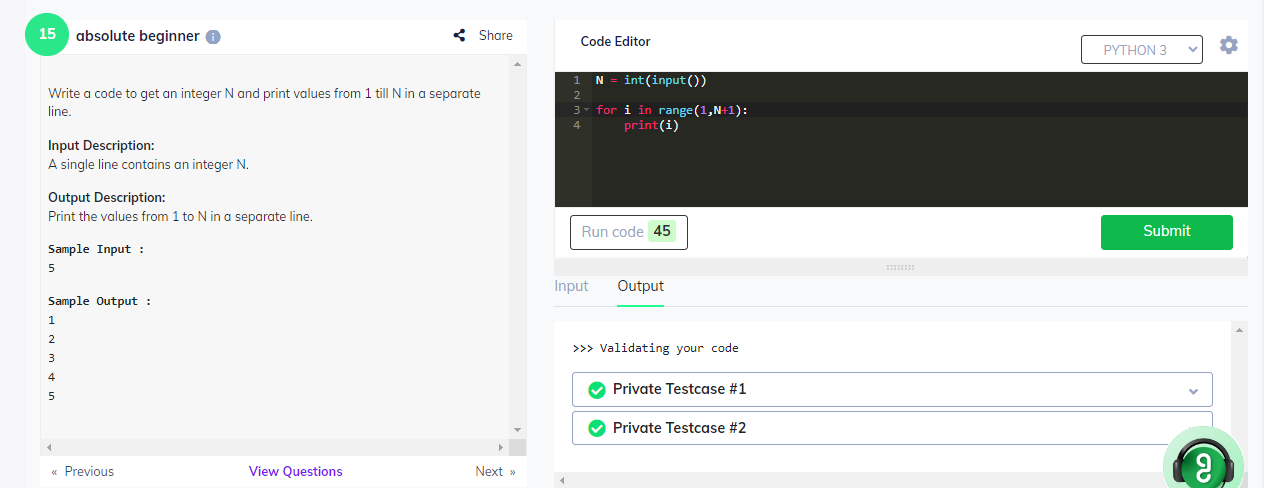 15
absolute beginner
Share
Write a code to get an integer N and print values from 1 till N in a separate
line.
Input Description:
A single line contains an integer N.
Output Description:
Print the values from 1 to N in a separate line.
Sample Input :
5
Sample Output :
1
2
3
4
5
« Previous
View Questions
Next »
Code Editor
PYTHON 3
1 N = int(input())
2
3 for i in range(1,N+1):
4 print(i)
Run code 45
Submit
Input
Output
>>> Validating your code
Private Testcase #1
Private Testcase #2